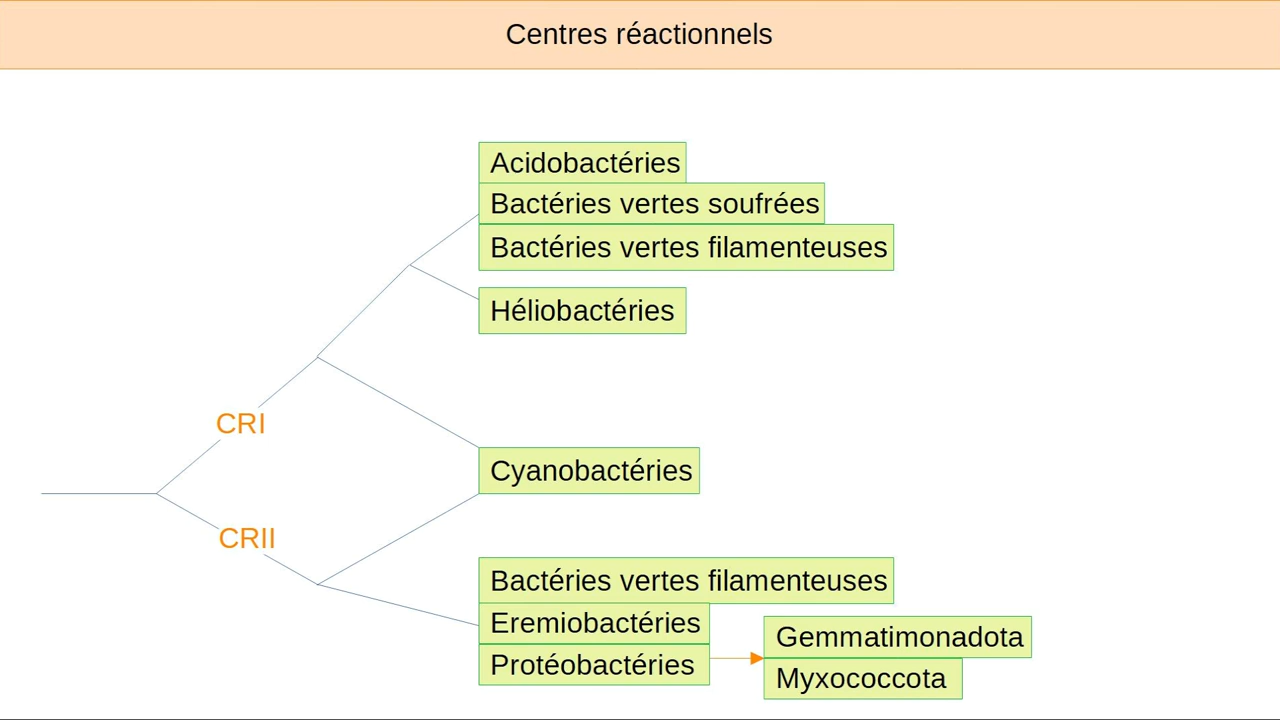 Centres réactionnels
Acidobactéries
Bactéries vertes soufrées
Bactéries vertes filamenteuses
Héliobactéries
CRI
Cyanobactéries
CRII
Bactéries vertes filamenteuses
Eremiobactéries
Protéobactéries
Gemmatimonadota
Myxococcota